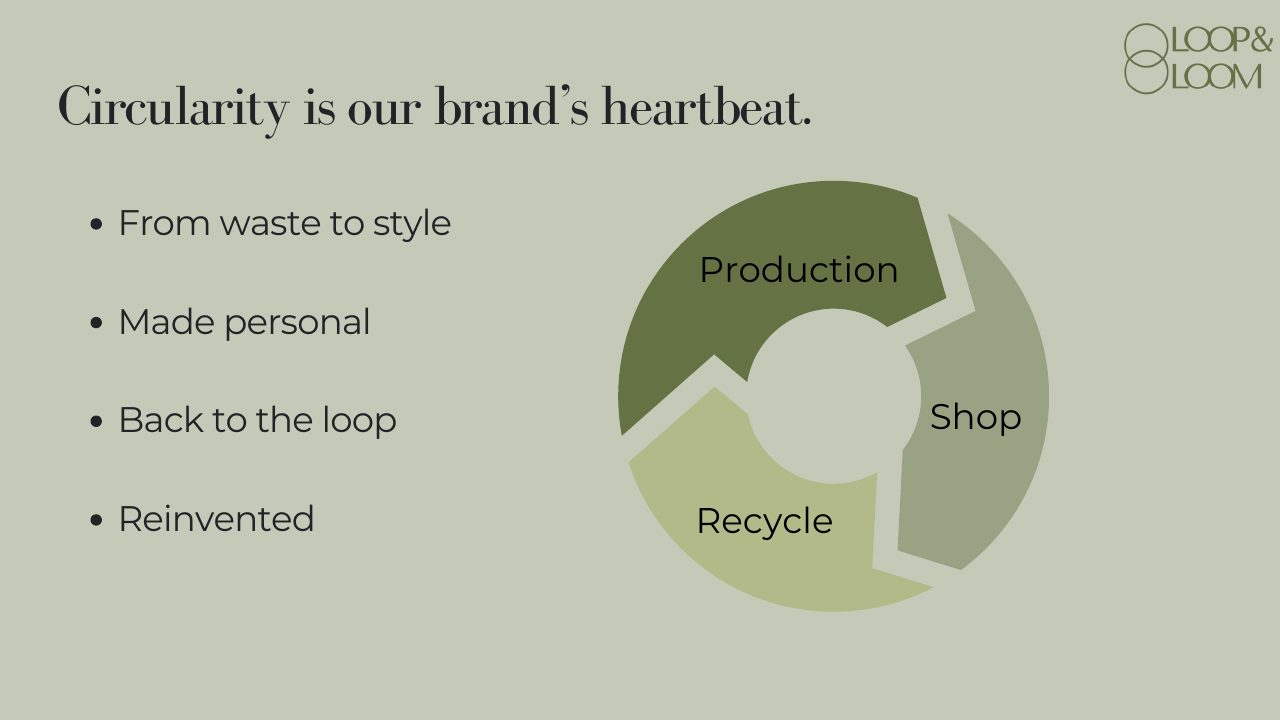 LOOP&
LOOM
Circularity is our brand’s heartbeat.
• From waste to style
• Made personal
• Back to the loop
• Reinvented
Production
Shop
Recycle